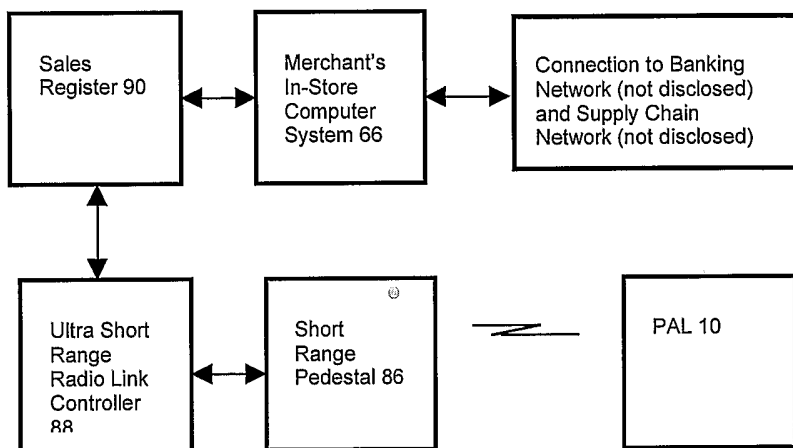 Sales
Register 90
Merchant's
In-Store
Computer
System 66
Connection to Banking
Network (not disclosed)
and Supply Chain
Network (not disclosed)
Ultra Short
Range
Radio Link
Controller
88
Short
Range
Pedestal 86
PAL 10